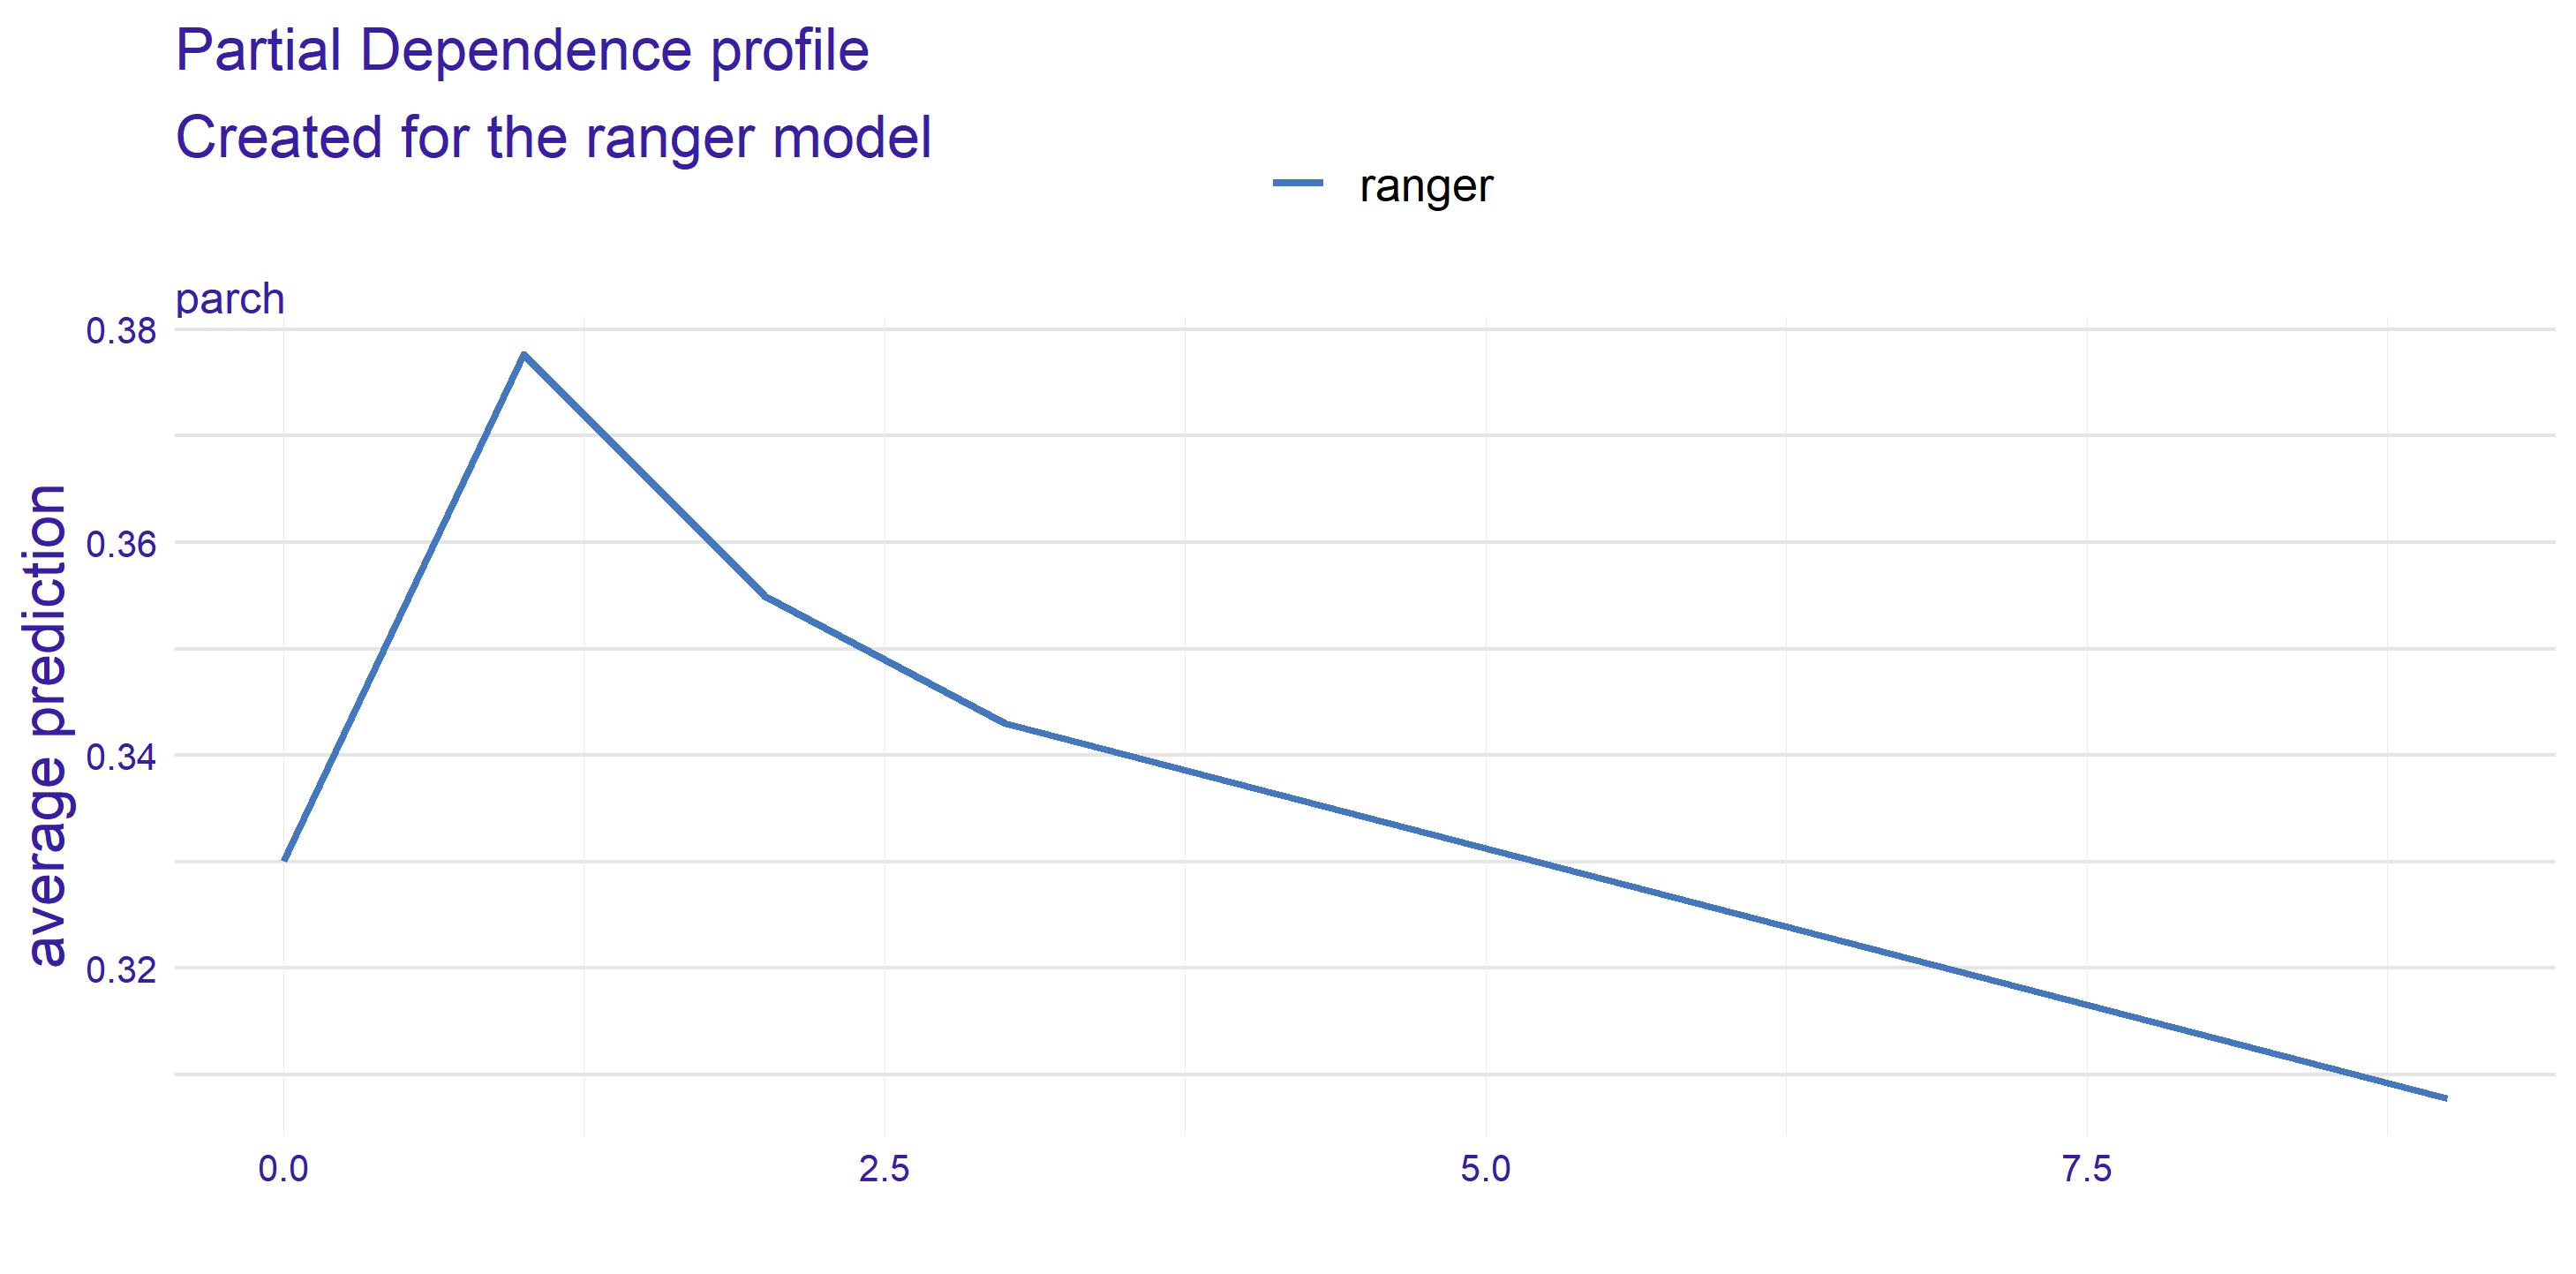 Partial Dependence profile
Created for the ranger model
ranger
parch
0.38
0.36
0.34
0.32
average prediction
0.0 2.5 5.0 7.5